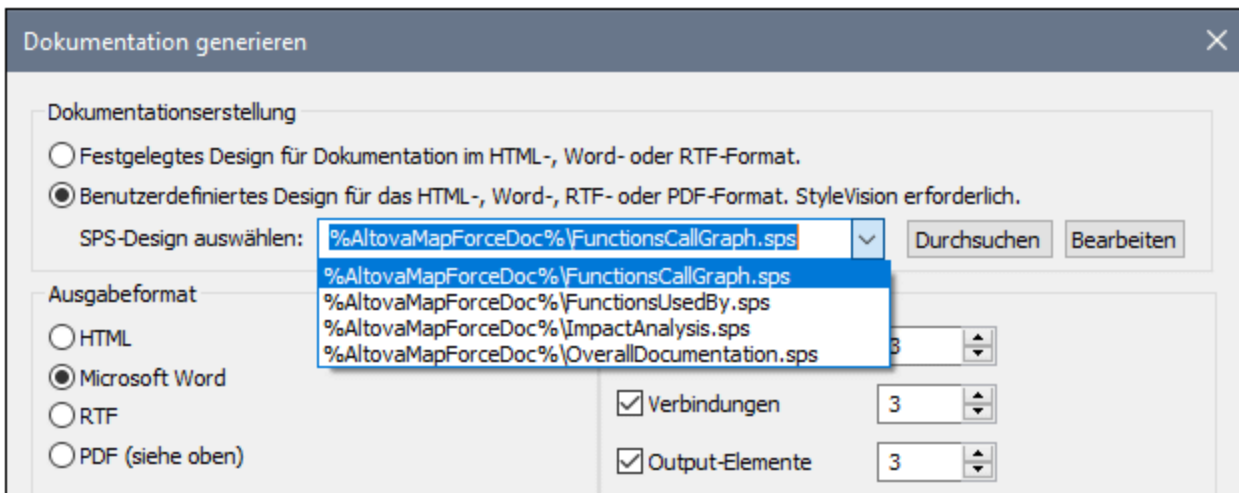 Dokumentation generieren
Dokumentationserstellung
Festgelegtes Design für Dokumentation im HTML-, Word- oder RTF-Format.
Benutzerdefiniertes Design für das HTML-, Word-, RTF- oder PDF-Format. StyleVision erforderlich.
SPS-Design auswählen: %AltovaMapForceDoc%\FunctionsCallGraph.sps Durchsuchen Bearbeiten
%AltovaMapForceDoc%\FunctionsCallGraph.sps
%AltovaMapForceDoc%\FunctionsUsedBy.sps
%AltovaMapForceDoc%\ImpactAnalysis.sps
%AltovaMapForceDoc%\OverallDocumentation.sps
Ausgabeformat
HTML
Microsoft Word
RTF
PDF (siehe oben)
3
Verbindungen 3
Output-Elemente 3